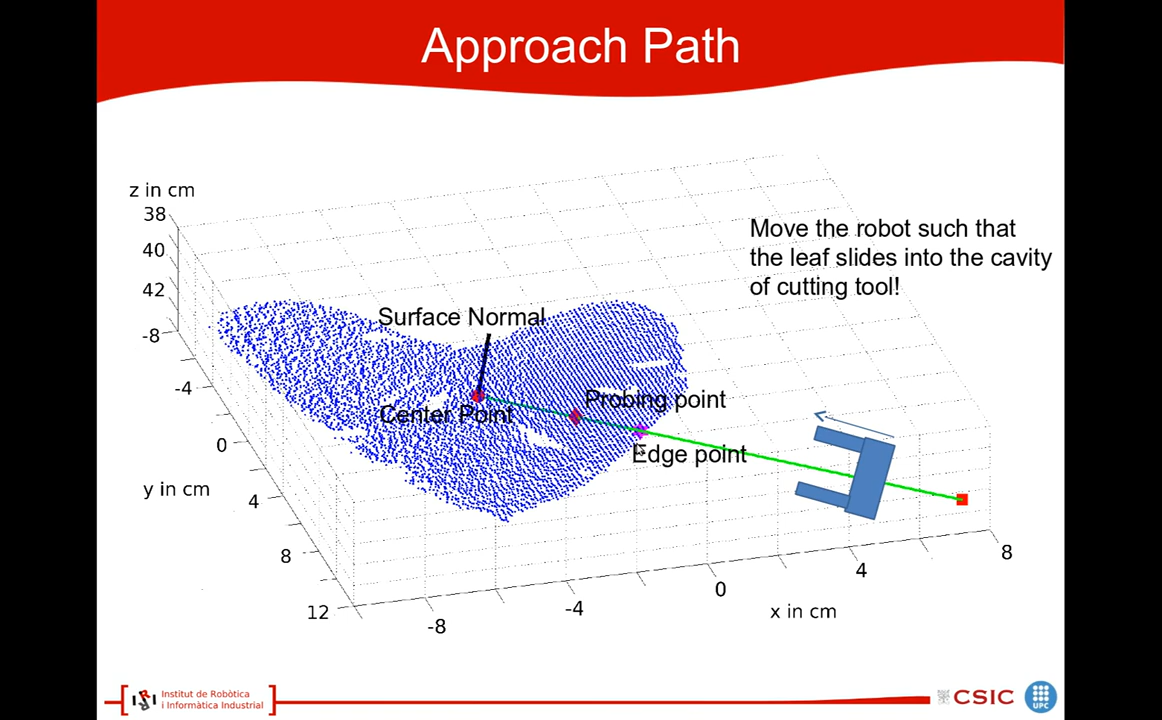 Approach Path
z in cm
38
40
42
-8
-4
0
4
8
12
y in cm
Surface Normal
Center Point
Probing point
Edge point
Move the robot such that
the leaf slides into the cavity
of cutting tool!
-8
-4
0
4
8
x in cm
IRI
Institut de Robòtica
i Informàtica Industrial
CSIC
UPC